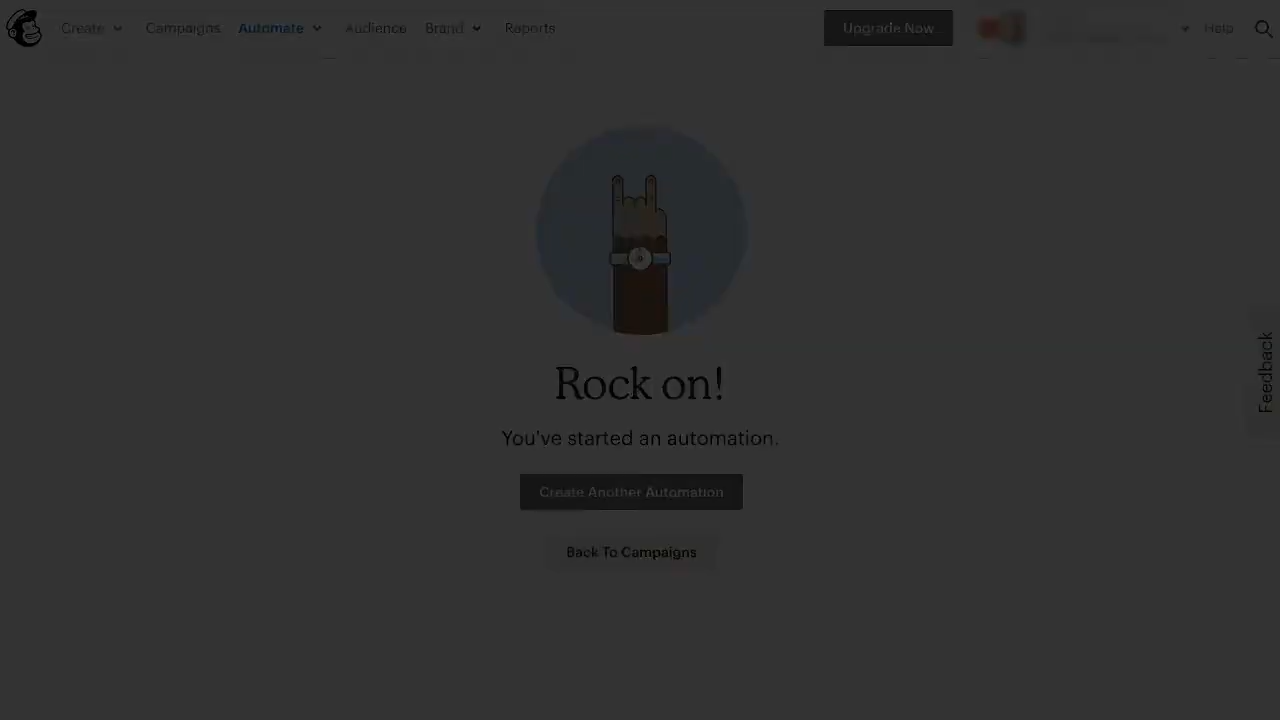 Create Campaigns Automate Audience Brand Reports Upgrade Now Help
Rock on!
You've started an automation.
Create Another Automation
Back To Campaigns
Feedback